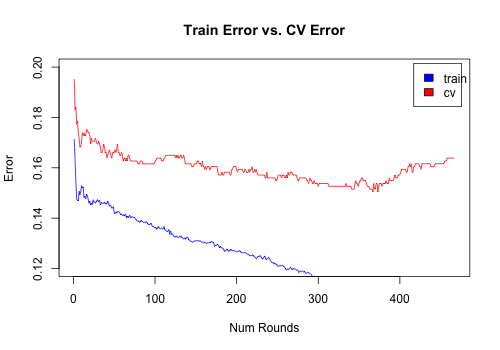 Train Error vs. CV Error
train
cv
Error
0.20
0.18
0.16
0.14
0.12
0
100
200
300
400
Num Rounds